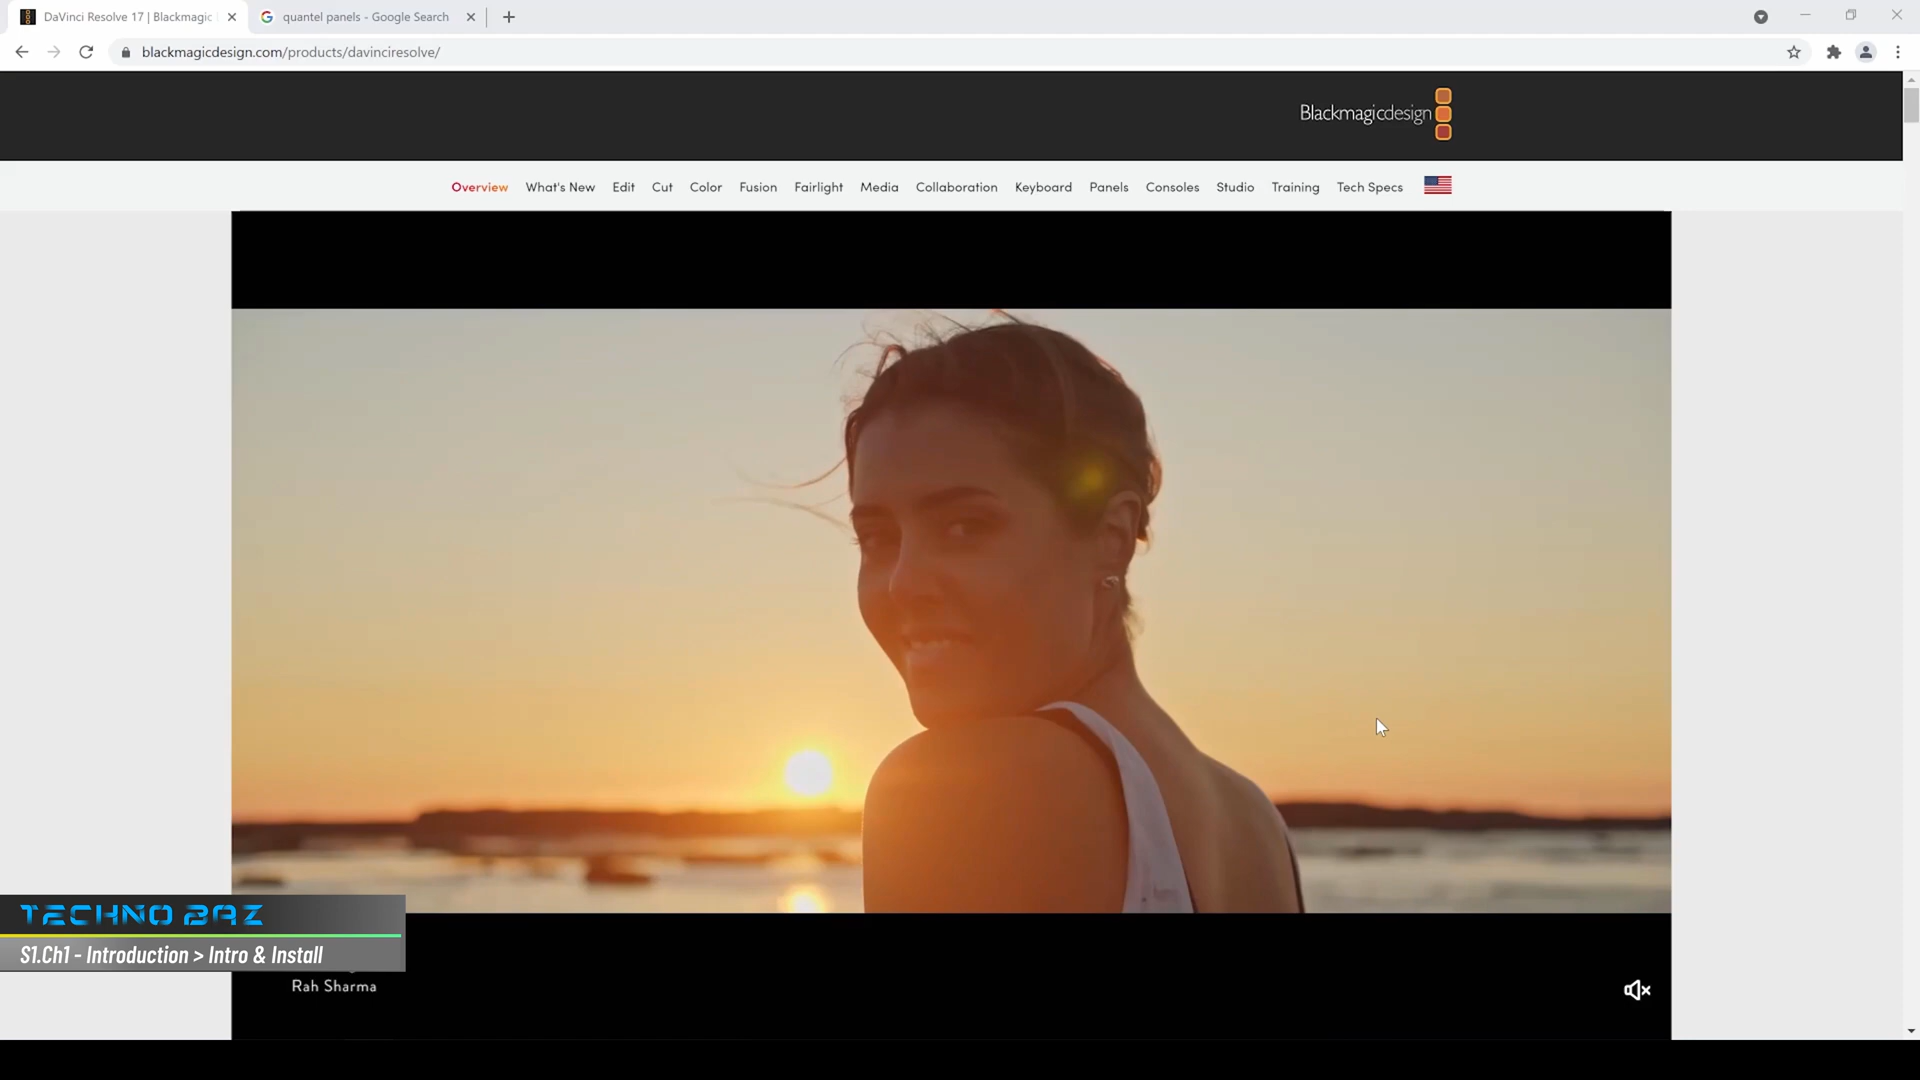 DaVinci Resolve 17 | Blackmagic
quantel panels - Google Search
blackmagicdesign.com/products/davinciresolve/
Blackmagicdesign
Overview What's New Edit Cut Color Fusion Fairlight Media Collaboration Keyboard Panels Consoles Studio Training Tech Specs
TECHNO BAZ
S1.Ch1 - Introduction > Intro & Install
Rah Sharma